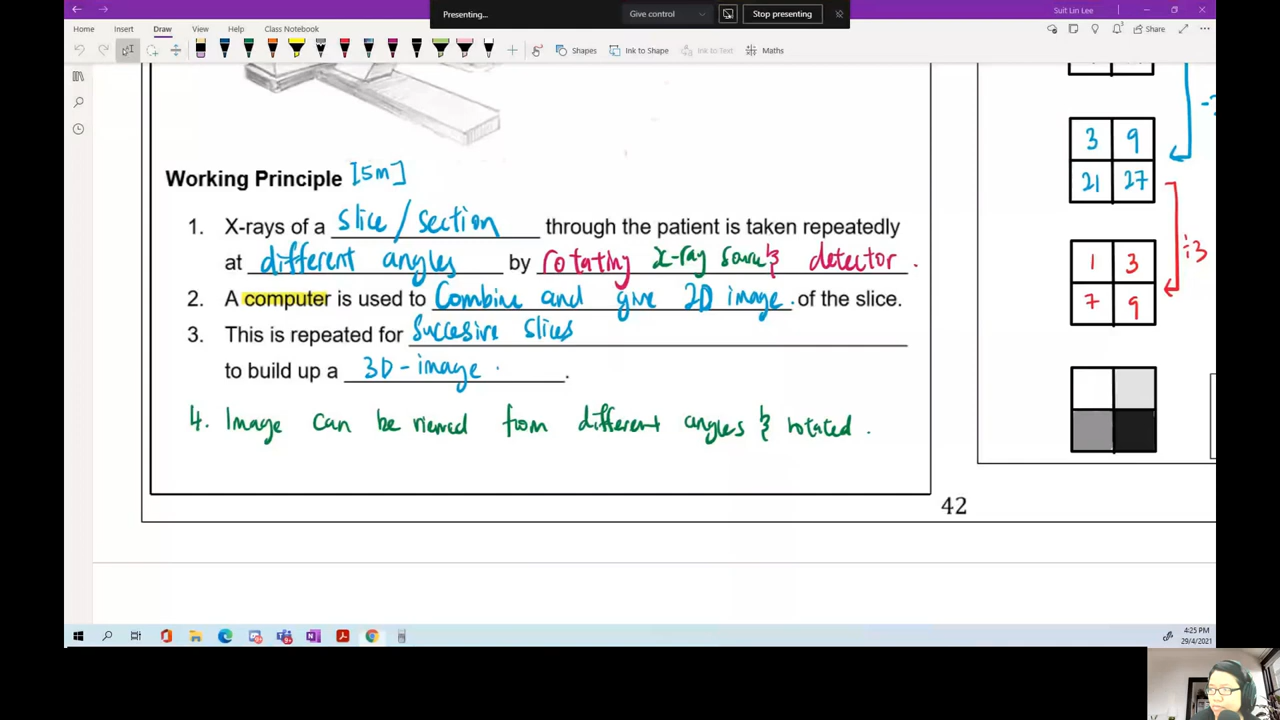 Suit Lin Lee
Presenting...
Give control
Stop presenting
Home Insert Draw View Help Class Notebook
Share
Shapes
Ink to Shape
Ink to Text
Maths
Working Principle [5m]
1. X-rays of a slice / section through the patient is taken repeatedly
at different angles by rotating x-ray source & detector.
2. A computer is used to Combine and give 2D image. of the slice.
3. This is repeated for Succesive slices
to build up a 3D-image.
4. Image can be viewed from different angles & rotated.
42
3 9
21 27
÷3
1 3
7 9
4:25 PM
29/4/2021